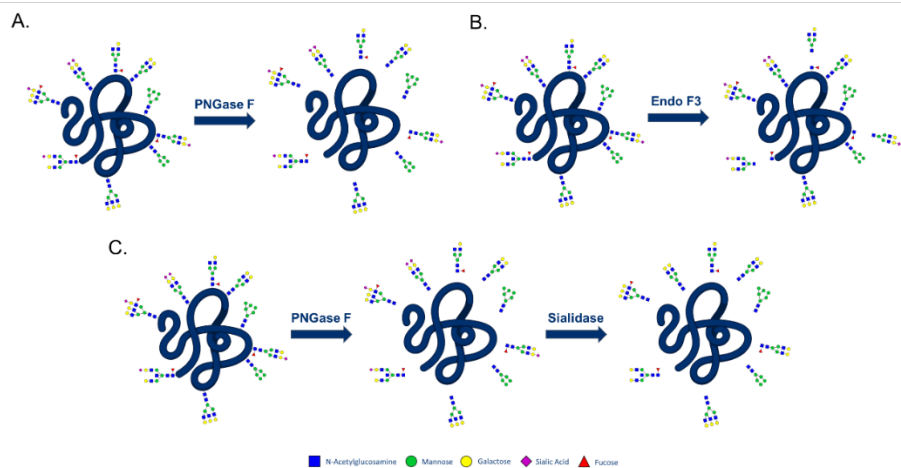 A.
B.
PNGase F
Endo F3
C.
PNGase F
Sialidase
N-Acetylglucosamine
Mannose
Galactose
Sialic Acid
Fucose